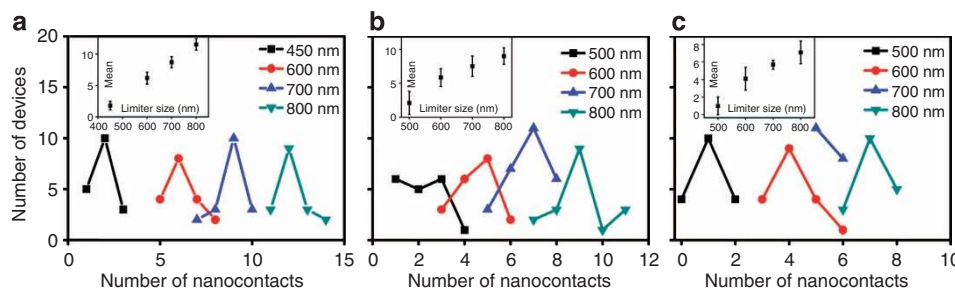 a
b
c
Number of devices
20
15
10
5
0
10
5
0
Mean
Limiter size (nm)
400 500 600 700 800
450 nm
600 nm
700 nm
800 nm
0 5 10 15
Number of nanocontacts
10
5
0
Mean
Limiter size (nm)
500 600 700 800
500 nm
600 nm
700 nm
800 nm
0 2 4 6 8 10 12
Number of nanocontacts
8
6
4
2
0
Mean
Limiter size (nm)
500 600 700 800
500 nm
600 nm
700 nm
800 nm
0 2 4 6 8 10
Number of nanocontacts